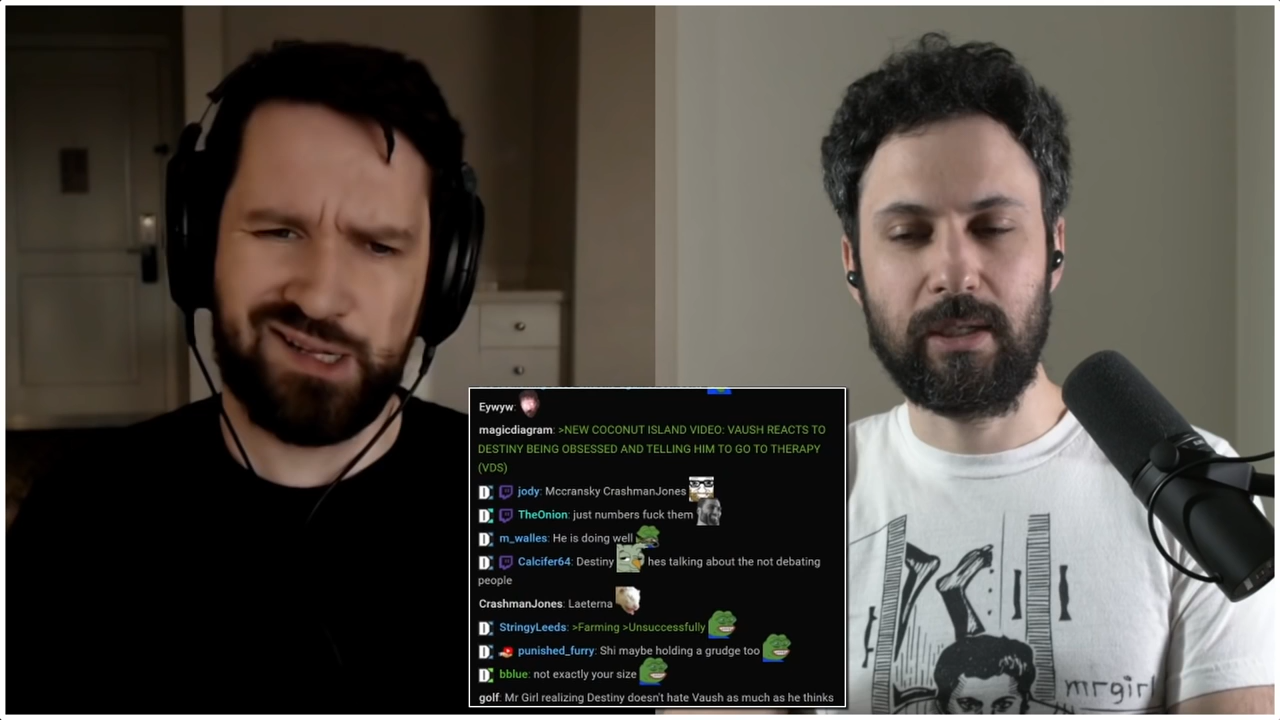 Eywyw:
magicdiagram: >NEW COCONUT ISLAND VIDEO: VAUSH REACTS TO
DESTINY BEING OBSESSED AND TELLING HIM TO GO TO THERAPY
(VDS)
jody: Mccransky CrashmanJones
TheOnion: just numbers fuck them
m_walles: He is doing well
Calcifer64: Destiny hes talking about the not debating
people
CrashmanJones: Laeterna
StringyLeeds: >Farming >Unsuccessfully
punished_furry: Shi maybe holding a grudge too
bblue: not exactly your size
golf: Mr Girl realizing Destiny doesn't hate Vaush as much as he thinks
mrgirl